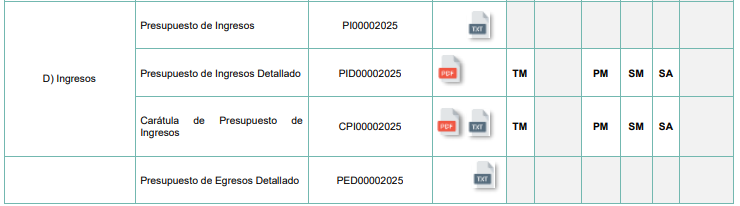 Presupuesto de Ingresos PI00002025 TXT
D) Ingresos
Presupuesto de Ingresos Detallado PID00002025 PDF TM PM SM SA
Carátula de Presupuesto de
Ingresos
CPI00002025 PDF TXT TM PM SM SA
Presupuesto de Egresos Detallado PED00002025 TXT